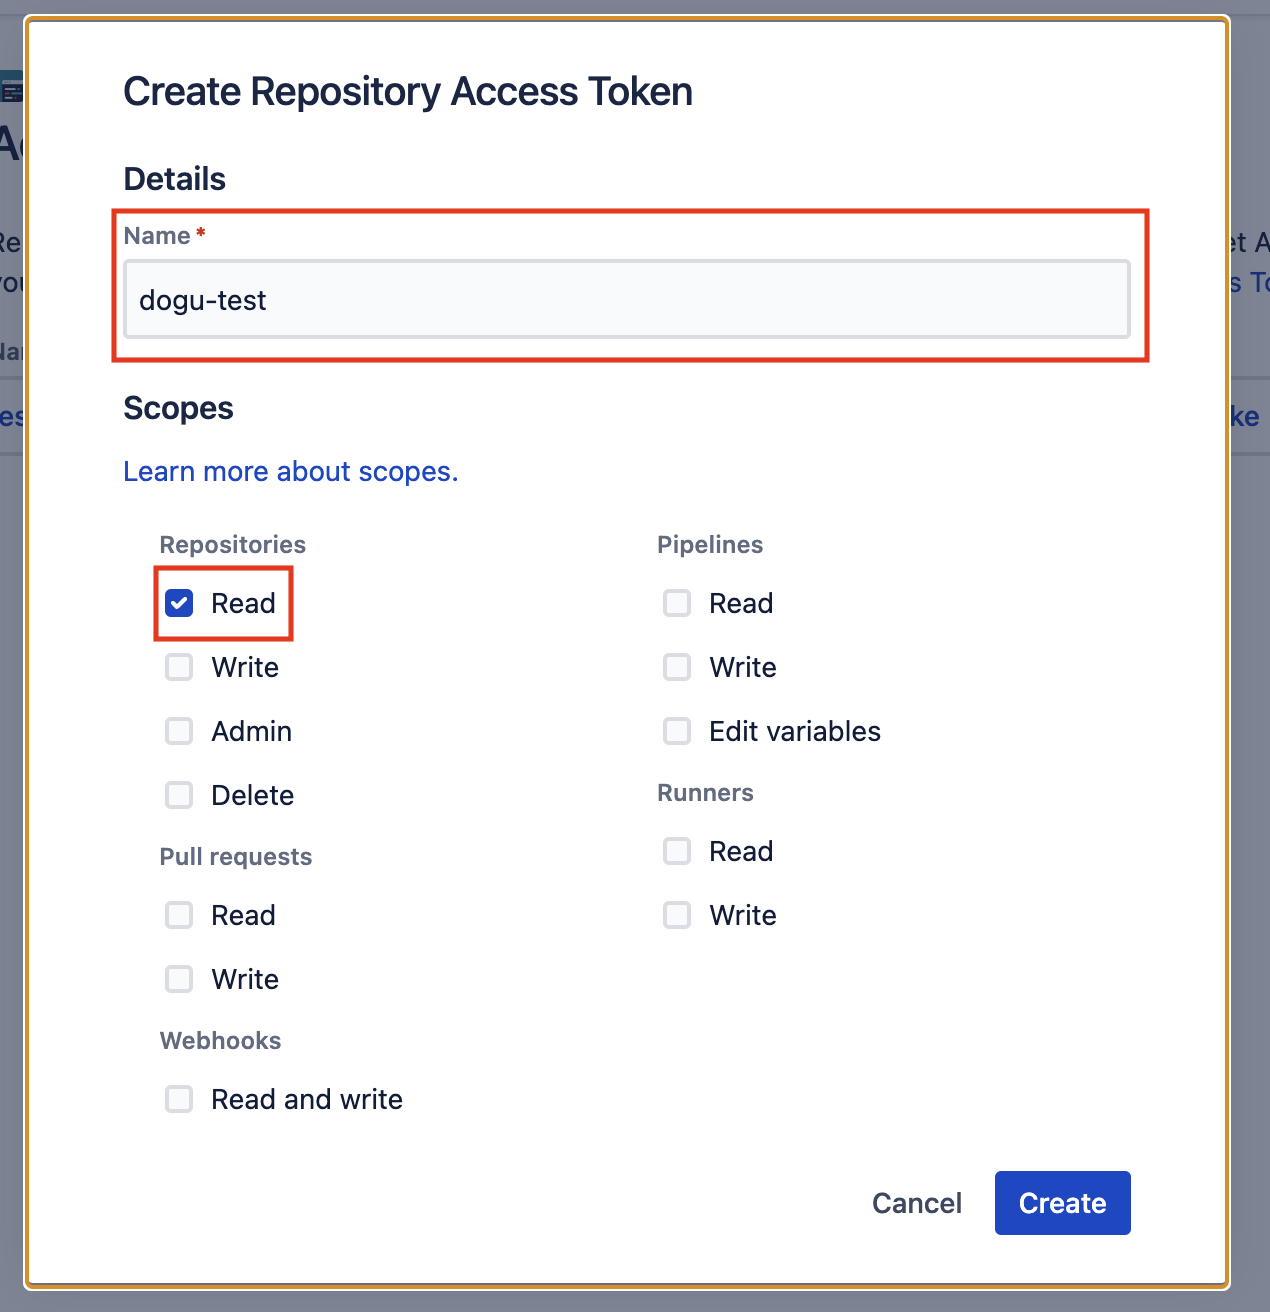 Create Repository Access Token
Details
Name *
dogu-test
Scopes
Learn more about scopes.
Repositories
Read
Write
Admin
Delete
Pull requests
Read
Write
Webhooks
Read and write
Pipelines
Read
Write
Edit variables
Runners
Read
Write
Cancel
Create